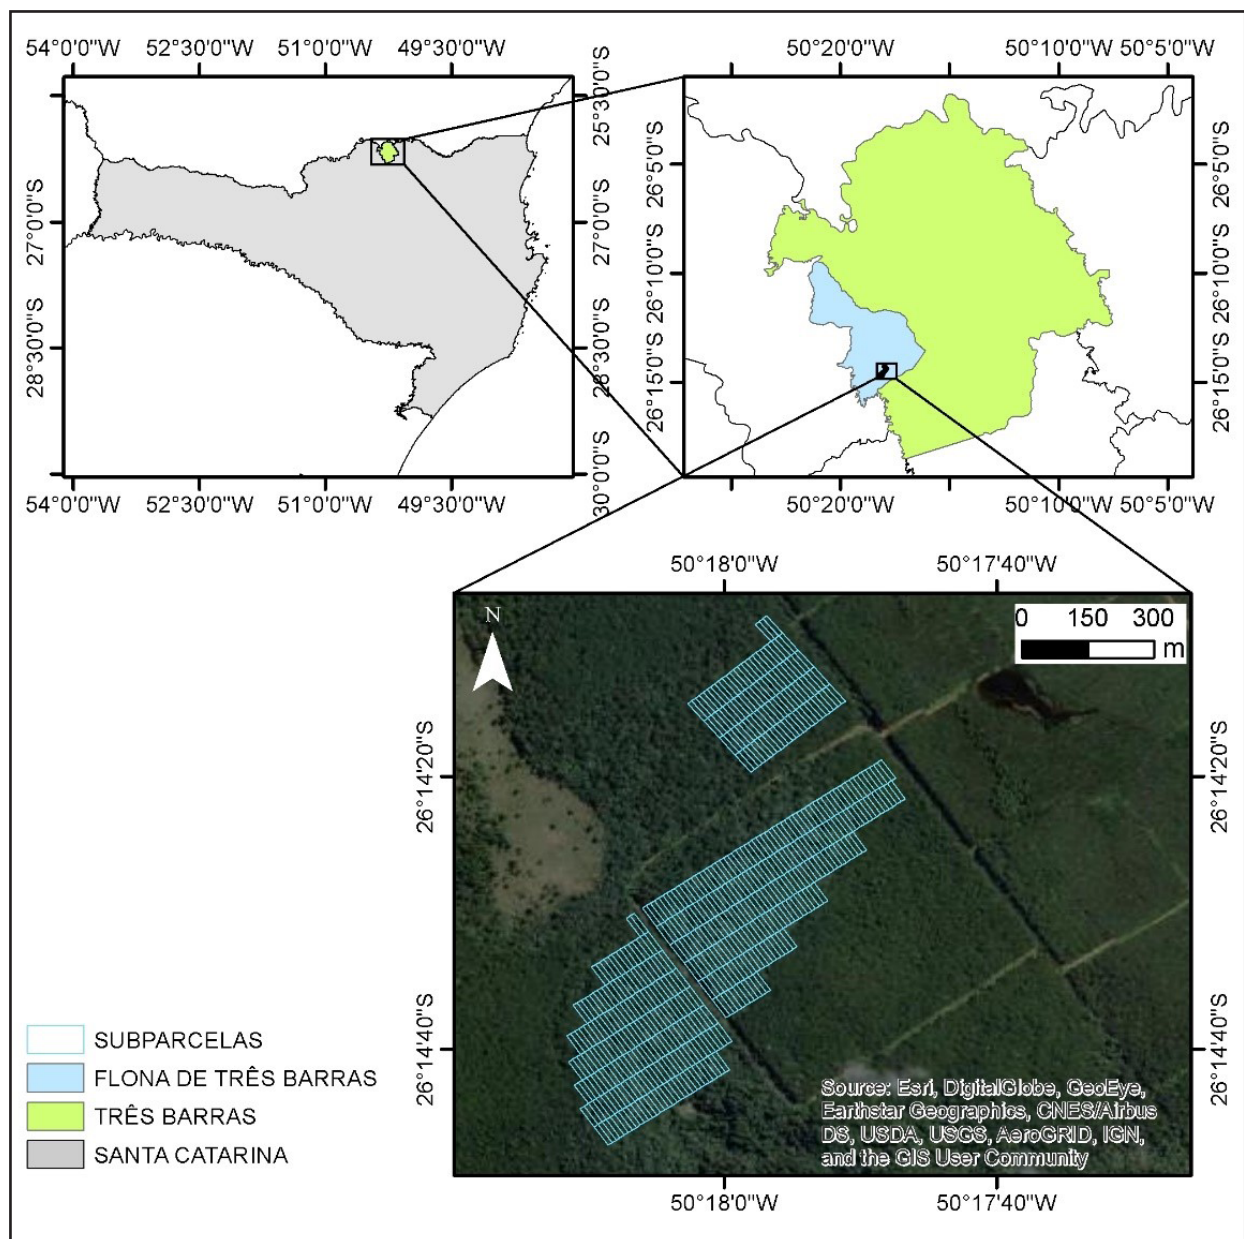 54°0'0"W 52°30'0"W 51°0'0"W 49°30'0"W
25°30'0"S
27°0'0"S
28°30'0"S
27°0'0"S
28°30'0"S
30°0'0"S
54°0'0"W 52°30'0"W 51°0'0"W 49°30'0"W
50°20'0"W 50°10'0"W 50°5'0"W
26°5'0"S
26°10'0"S
26°15'0"S
26°5'0"S
26°10'0"S
26°15'0"S
50°20'0"W 50°10'0"W 50°5'0"W
50°18'0"W 50°17'40"W
N
0 150 300
m
26°14'20"S
26°14'40"S
26°14'20"S
26°14'40"S
Source: Esri, DigitalGlobe, GeoEye,
Earthstar Geographics, CNES/Airbus
DS, USDA, USGS, AeroGRID, IGN,
and the GIS User Community
50°18'0"W 50°17'40"W
SUBPARCELAS
FLONA DE TRÊS BARRAS
TRÊS BARRAS
SANTA CATARINA